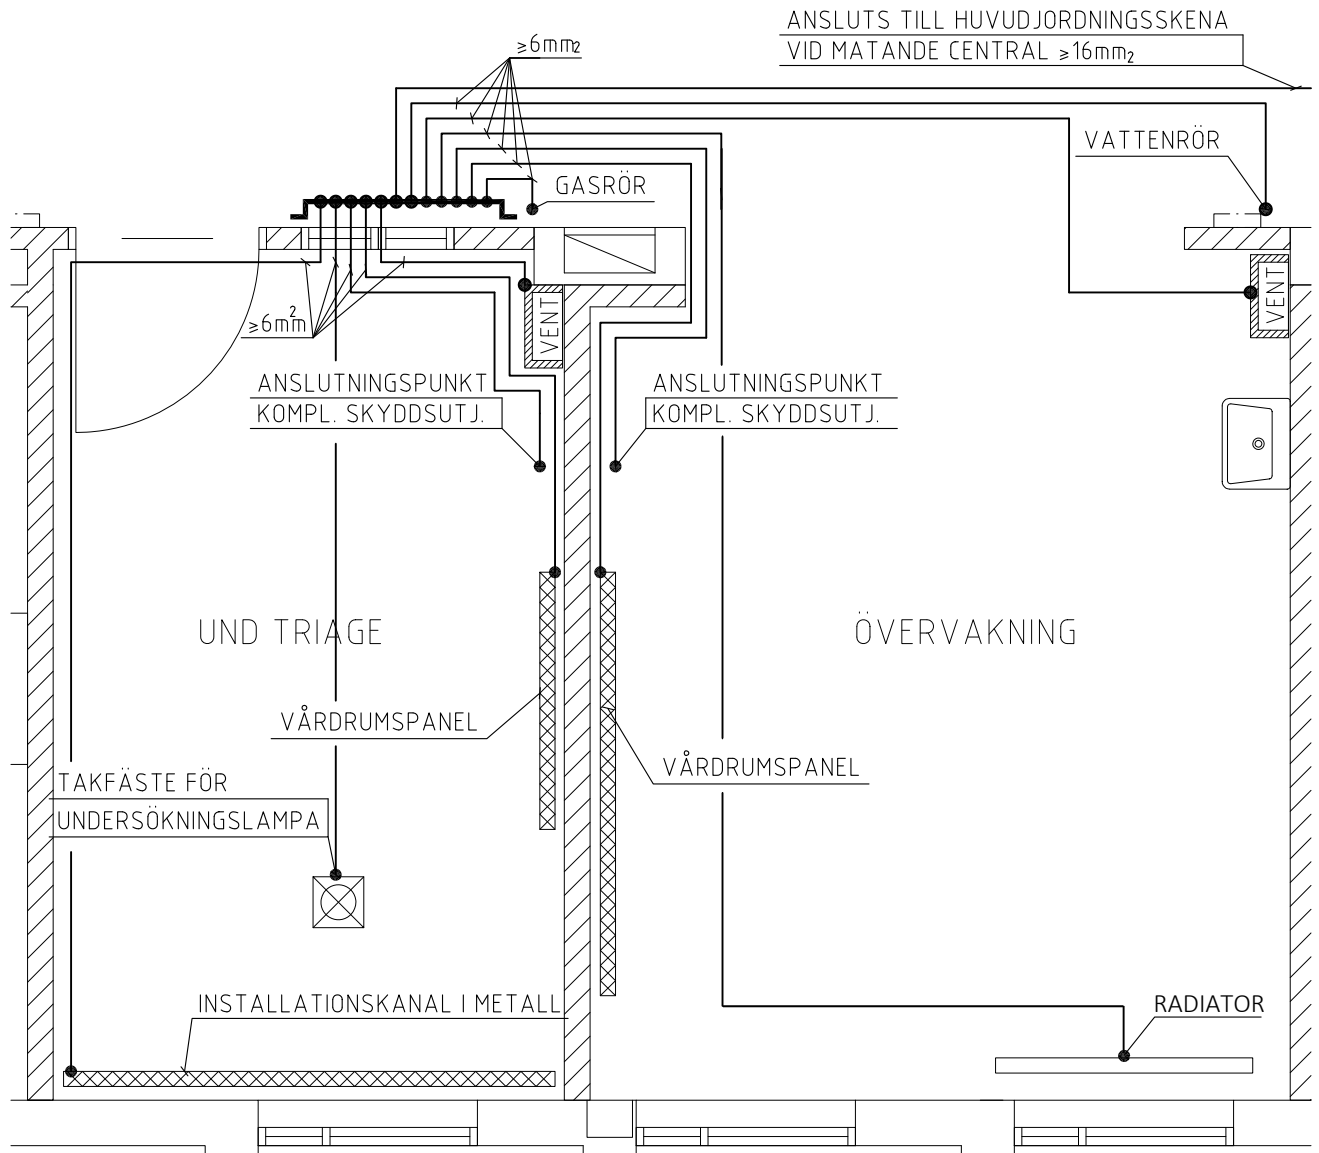 ANSLUTS TILL HUVUDJORDNINGSSKENA
VID MATANDE CENTRAL ≥16mm₂
≥6mm₂
VATTENRÖR
GASRÖR
≥6mm²
VENT
VENT
ANSLUTNINGSPUNKT
KOMPL. SKYDDSUTJ.
ANSLUTNINGSPUNKT
KOMPL. SKYDDSUTJ.
UND TRIAGE
ÖVERVAKNING
VÅRDRUMSPANEL
VÅRDRUMSPANEL
TAKFÄSTE FÖR
UNDERSÖKNINGSLAMPA
INSTALLATIONSKANAL I METALL
RADIATOR